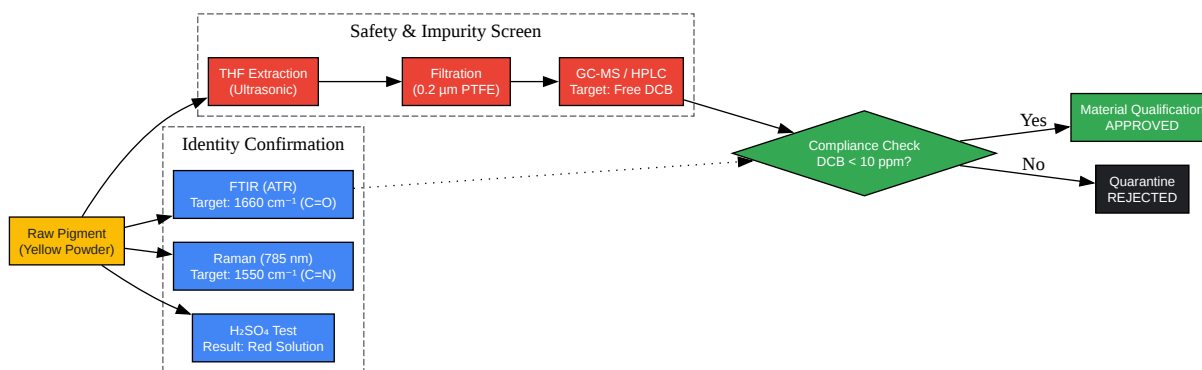 Safety & Impurity Screen
THF Extraction
(Ultrasonic)
Filtration
(0.2 µm PTFE)
GC-MS / HPLC
Target: Free DCB
Identity Confirmation
FTIR (ATR)
Target: 1660 cm⁻¹ (C=O)
Raman (785 nm)
Target: 1550 cm⁻¹ (C=N)
H₂SO₄ Test
Result: Red Solution
Raw Pigment
(Yellow Powder)
Compliance Check
DCB < 10 ppm?
Yes
No
Material Qualification
APPROVED
Quarantine
REJECTED